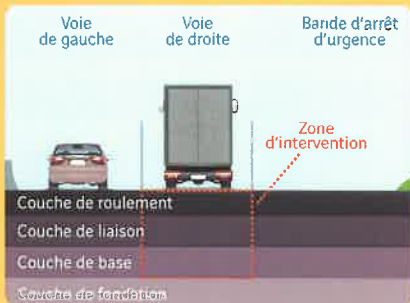 Voie
de gauche
Voie
de droite
Bande d'arrêt
d'urgence
Zone
d'intervention
Couche de roulement
Couche de liaison
Couche de base
Couche de fondation